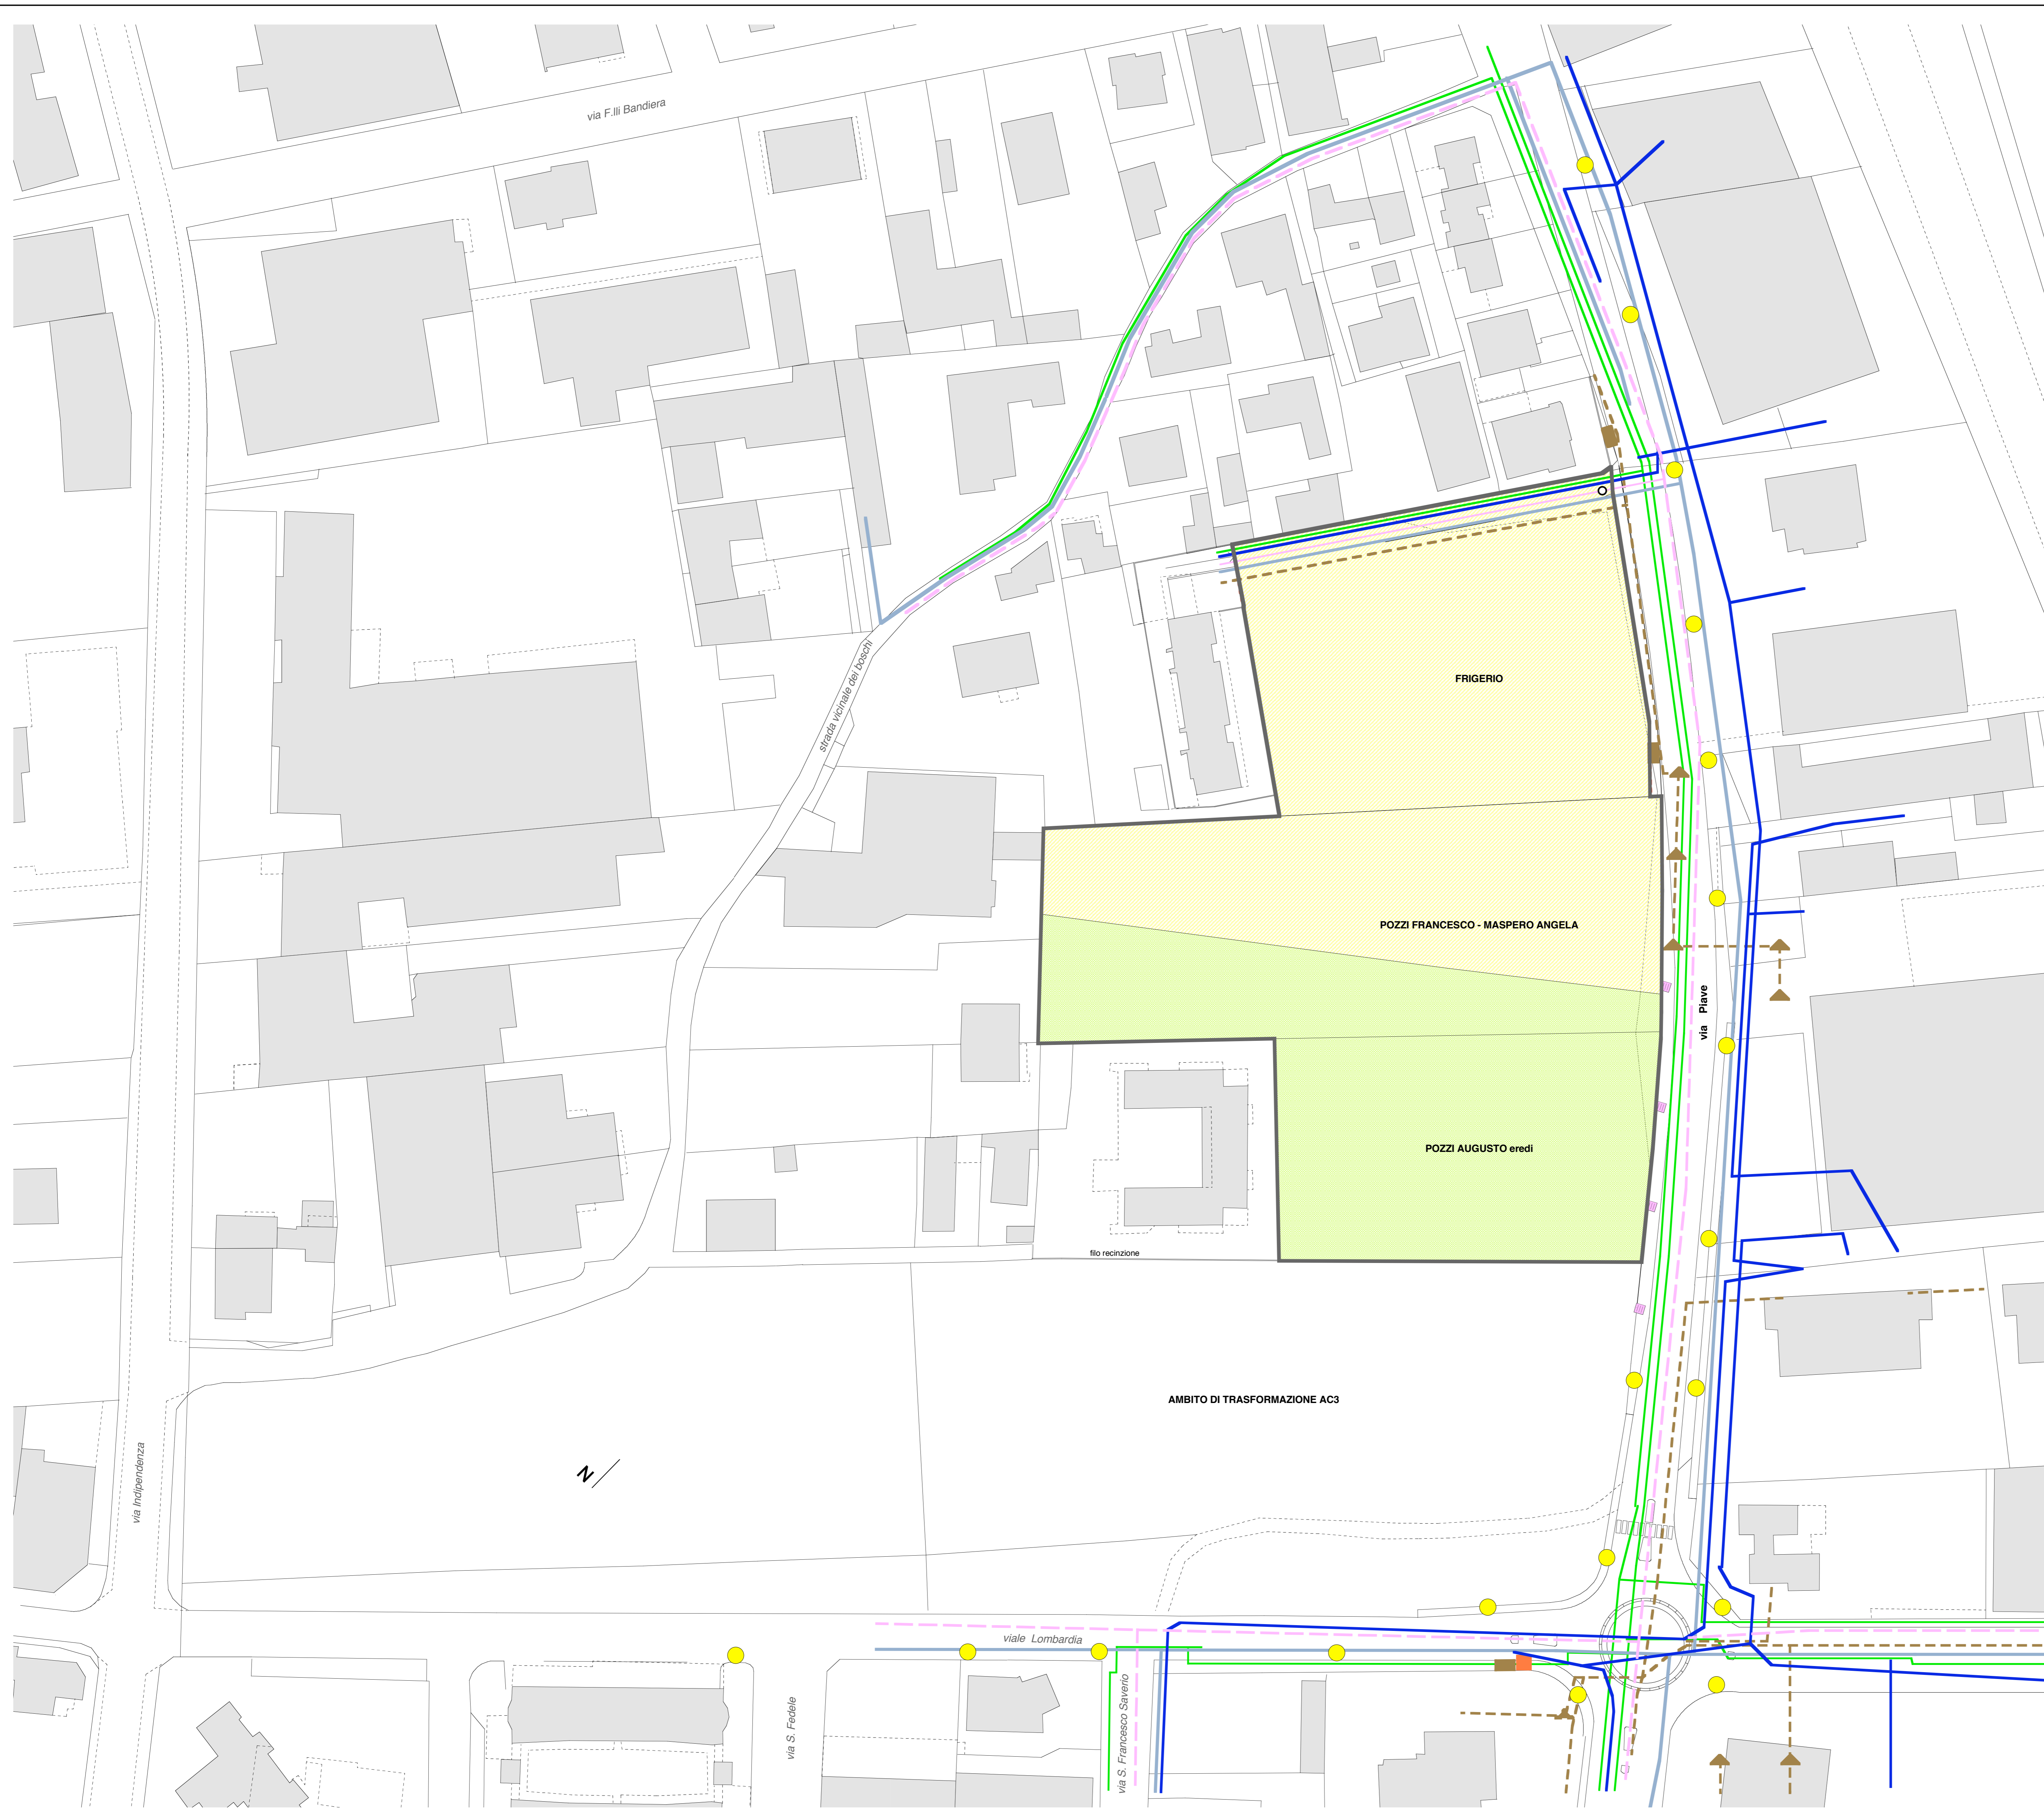 via F.lli Bandiera
strada vicinale dei boschi
FRIGERIO
POZZI FRANCESCO - MASPERO ANGELA
via Piave
POZZI AUGUSTO eredi
filo recinzione
AMBITO DI TRASFORMAZIONE AC3
via Indipendenza
N
viale Lombardia
via S. Fedele
via S. Francesco Saverio